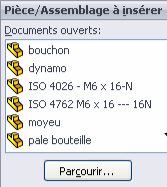 Pièce/Assemblage à insérer
Documents ouverts:
bouchon
dynamo
ISO 4026 - M6 x 16-N
ISO 4762 M6 x 16 --- 16N
moyeu
pale bouteille
Parcourir...